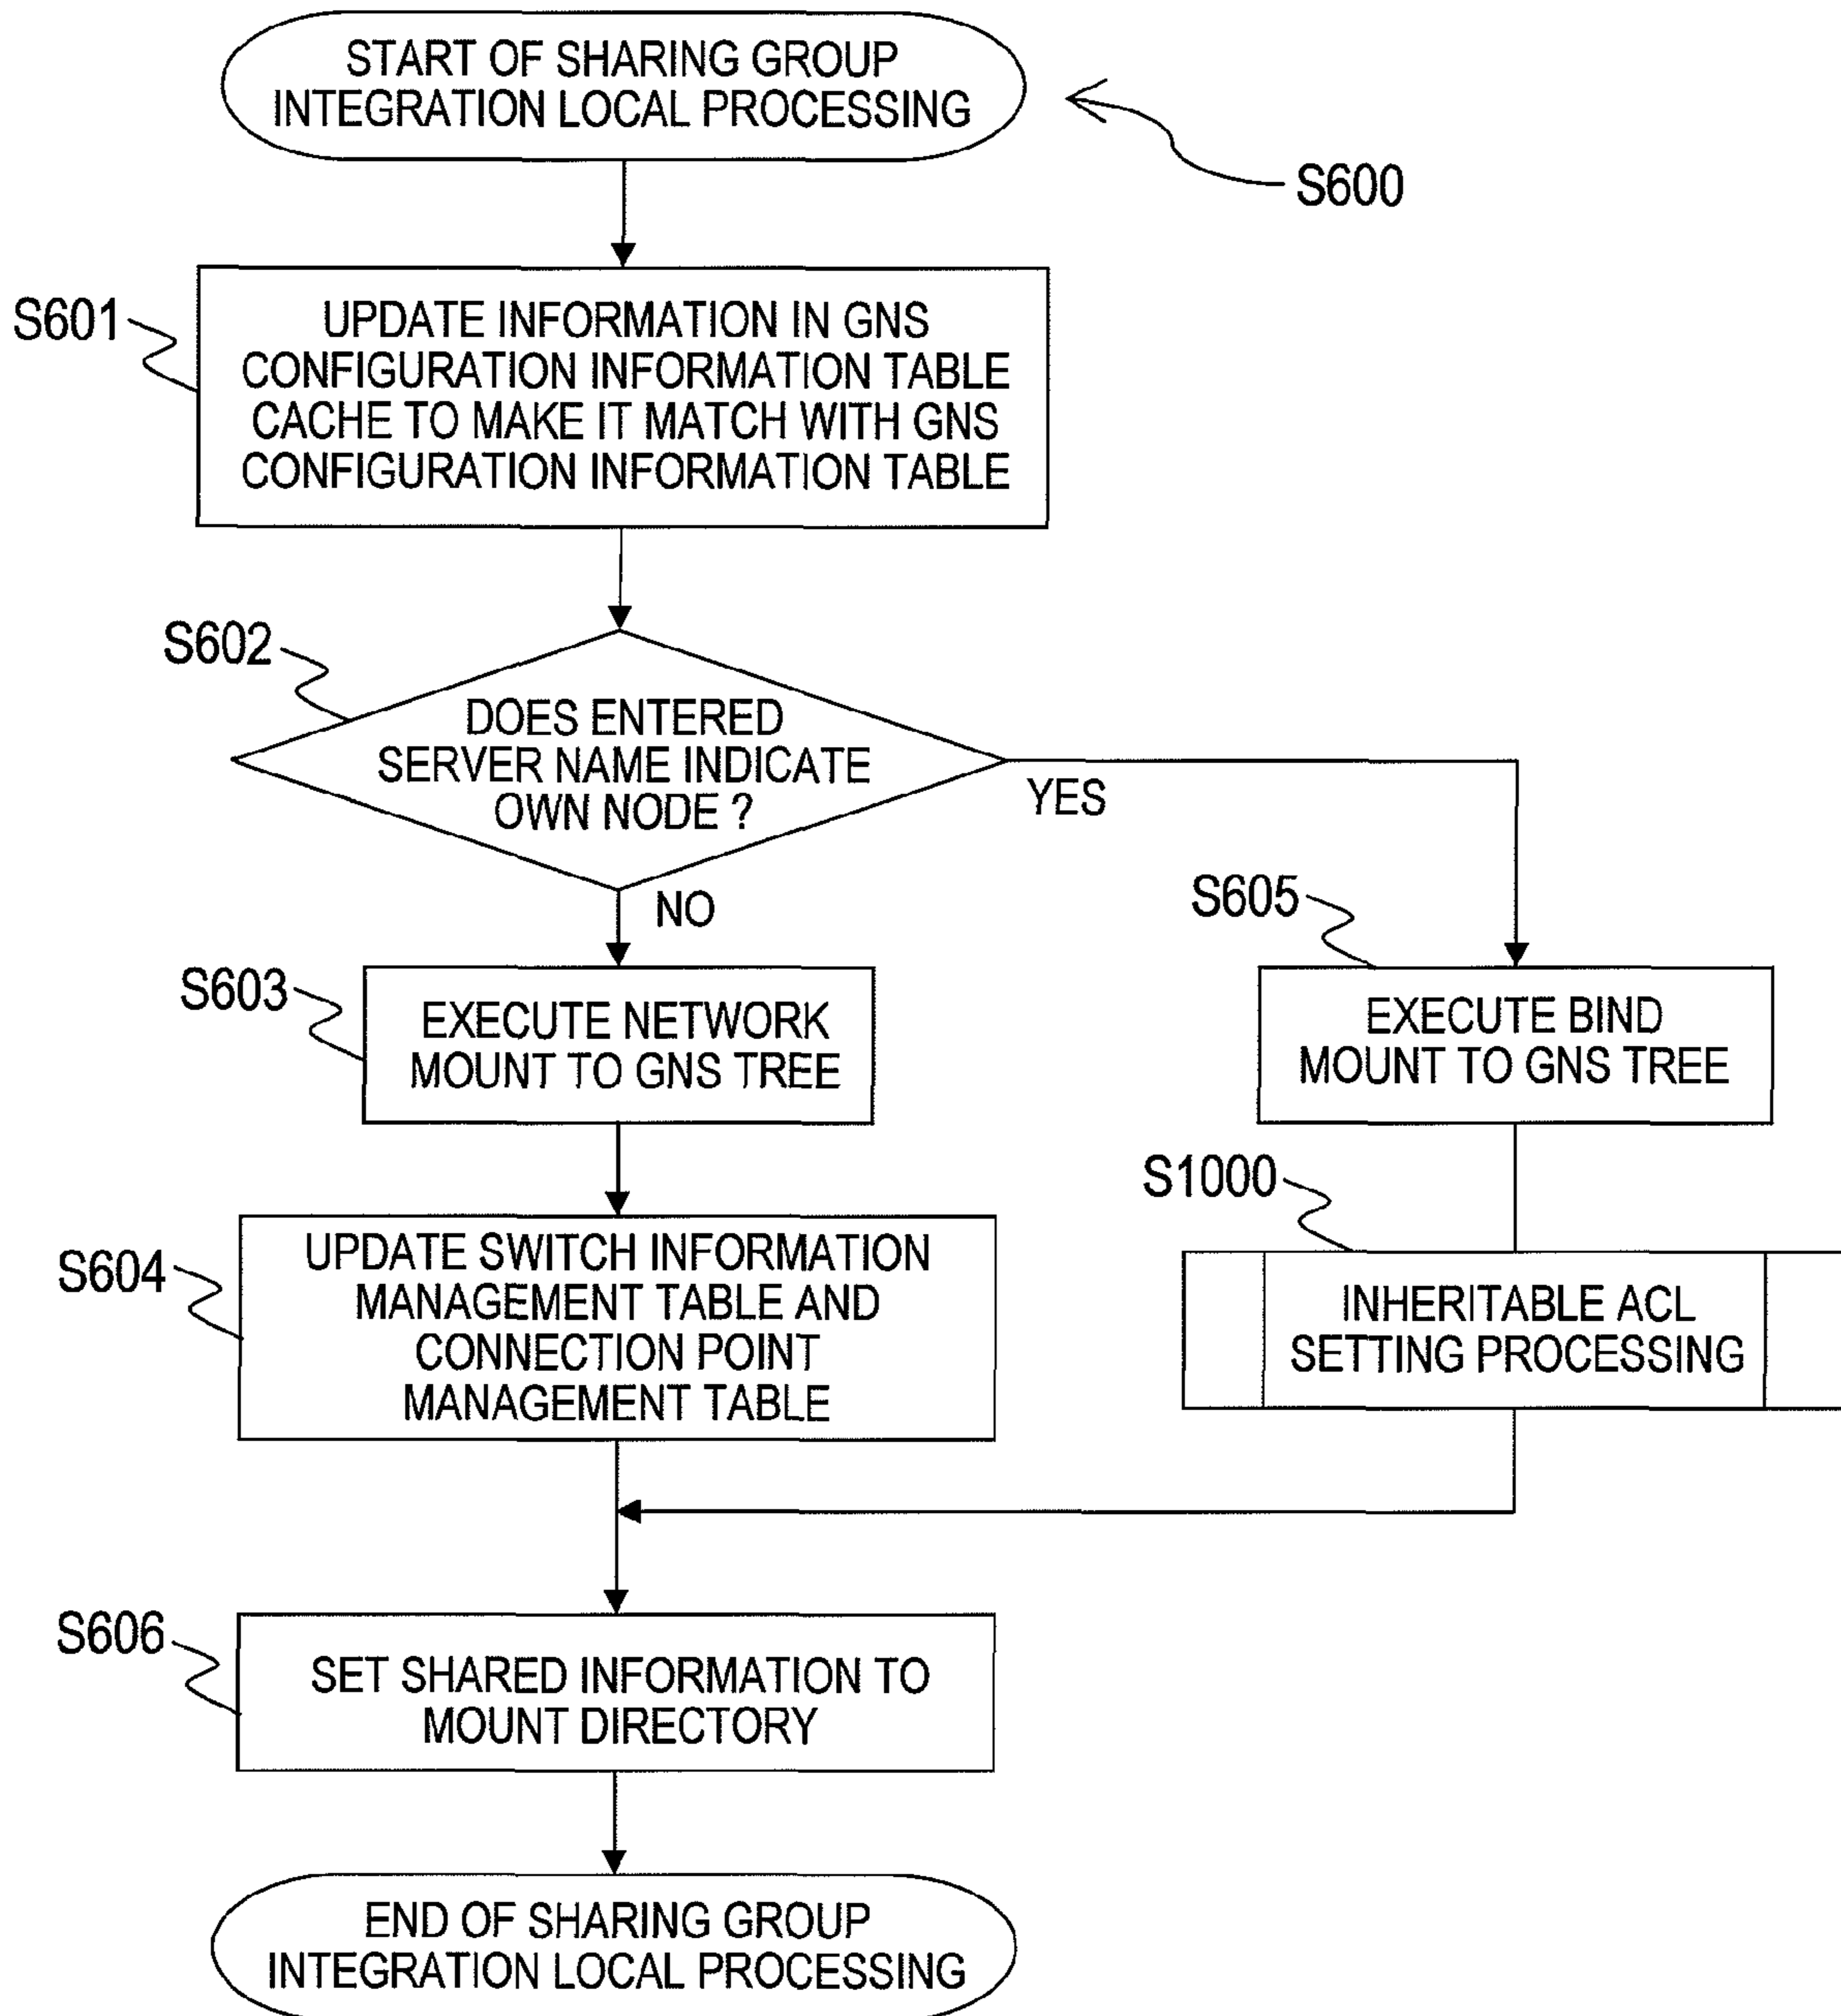 START OF SHARING GROUP
INTEGRATION LOCAL PROCESSING
S600
S601
UPDATE INFORMATION IN GNS
CONFIGURATION INFORMATION TABLE
CACHE TO MAKE IT MATCH WITH GNS
CONFIGURATION INFORMATION TABLE
S602
DOES ENTERED
SERVER NAME INDICATE
OWN NODE ?
YES
NO
S603
EXECUTE NETWORK
MOUNT TO GNS TREE
S605
EXECUTE BIND
MOUNT TO GNS TREE
S604
UPDATE SWITCH INFORMATION
MANAGEMENT TABLE AND
CONNECTION POINT
MANAGEMENT TABLE
S1000
INHERITABLE ACL
SETTING PROCESSING
S606
SET SHARED INFORMATION TO
MOUNT DIRECTORY
END OF SHARING GROUP
INTEGRATION LOCAL PROCESSING